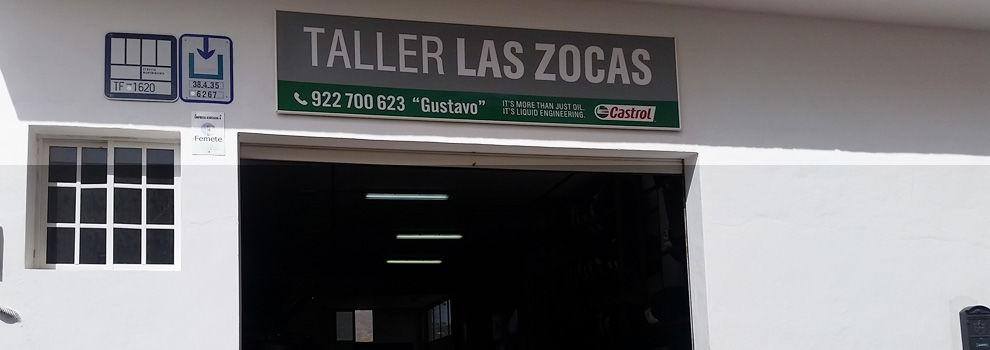 TALLER LAS ZOCAS
922 700 623 "Gustavo"
IT'S MORE THAN JUST OIL.
IT'S LIQUID ENGINEERING.
Castrol
TF 1620
38.4.35
6267
Femete